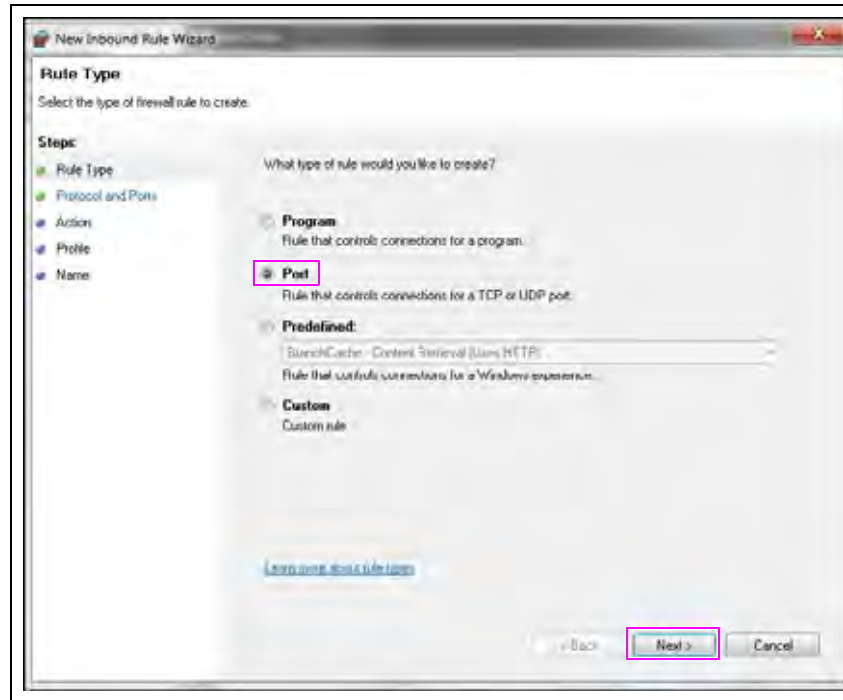 New Inbound Rule Wizard
Rule Type
Select the type of firewall rule to create.
Steps:
Rule Type
Protocol and Ports
Action
Profile
Name
What type of rule would you like to create?
Program
Rule that controls connections for a program.
Port
Rule that controls connections for a TCP or UDP port.
Predefined:
BranchCache - Content Retrieval (Uses HTTP)
Rule that controls connections for a Windows experience.
Custom
Custom rule
Learn more about rule types
< Back
Next >
Cancel